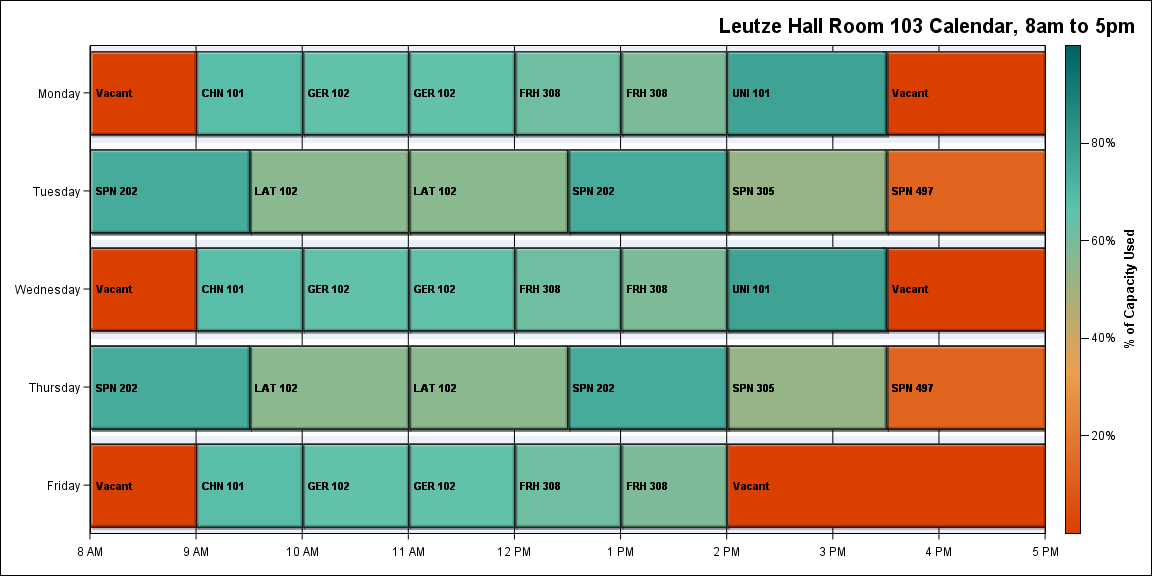 Leutze Hall Room 103 Calendar, 8am to 5pm
Monday
Vacant
CHN 101
GER 102
GER 102
FRH 308
FRH 308
UNI 101
Vacant
Tuesday
SPN 202
LAT 102
LAT 102
SPN 202
SPN 305
SPN 497
Wednesday
Vacant
CHN 101
GER 102
GER 102
FRH 308
FRH 308
UNI 101
Vacant
Thursday
SPN 202
LAT 102
LAT 102
SPN 202
SPN 305
SPN 497
Friday
Vacant
CHN 101
GER 102
GER 102
FRH 308
FRH 308
Vacant
8 AM
9 AM
10 AM
11 AM
12 PM
1 PM
2 PM
3 PM
4 PM
5 PM
80%
60%
40%
20%
% of Capacity Used